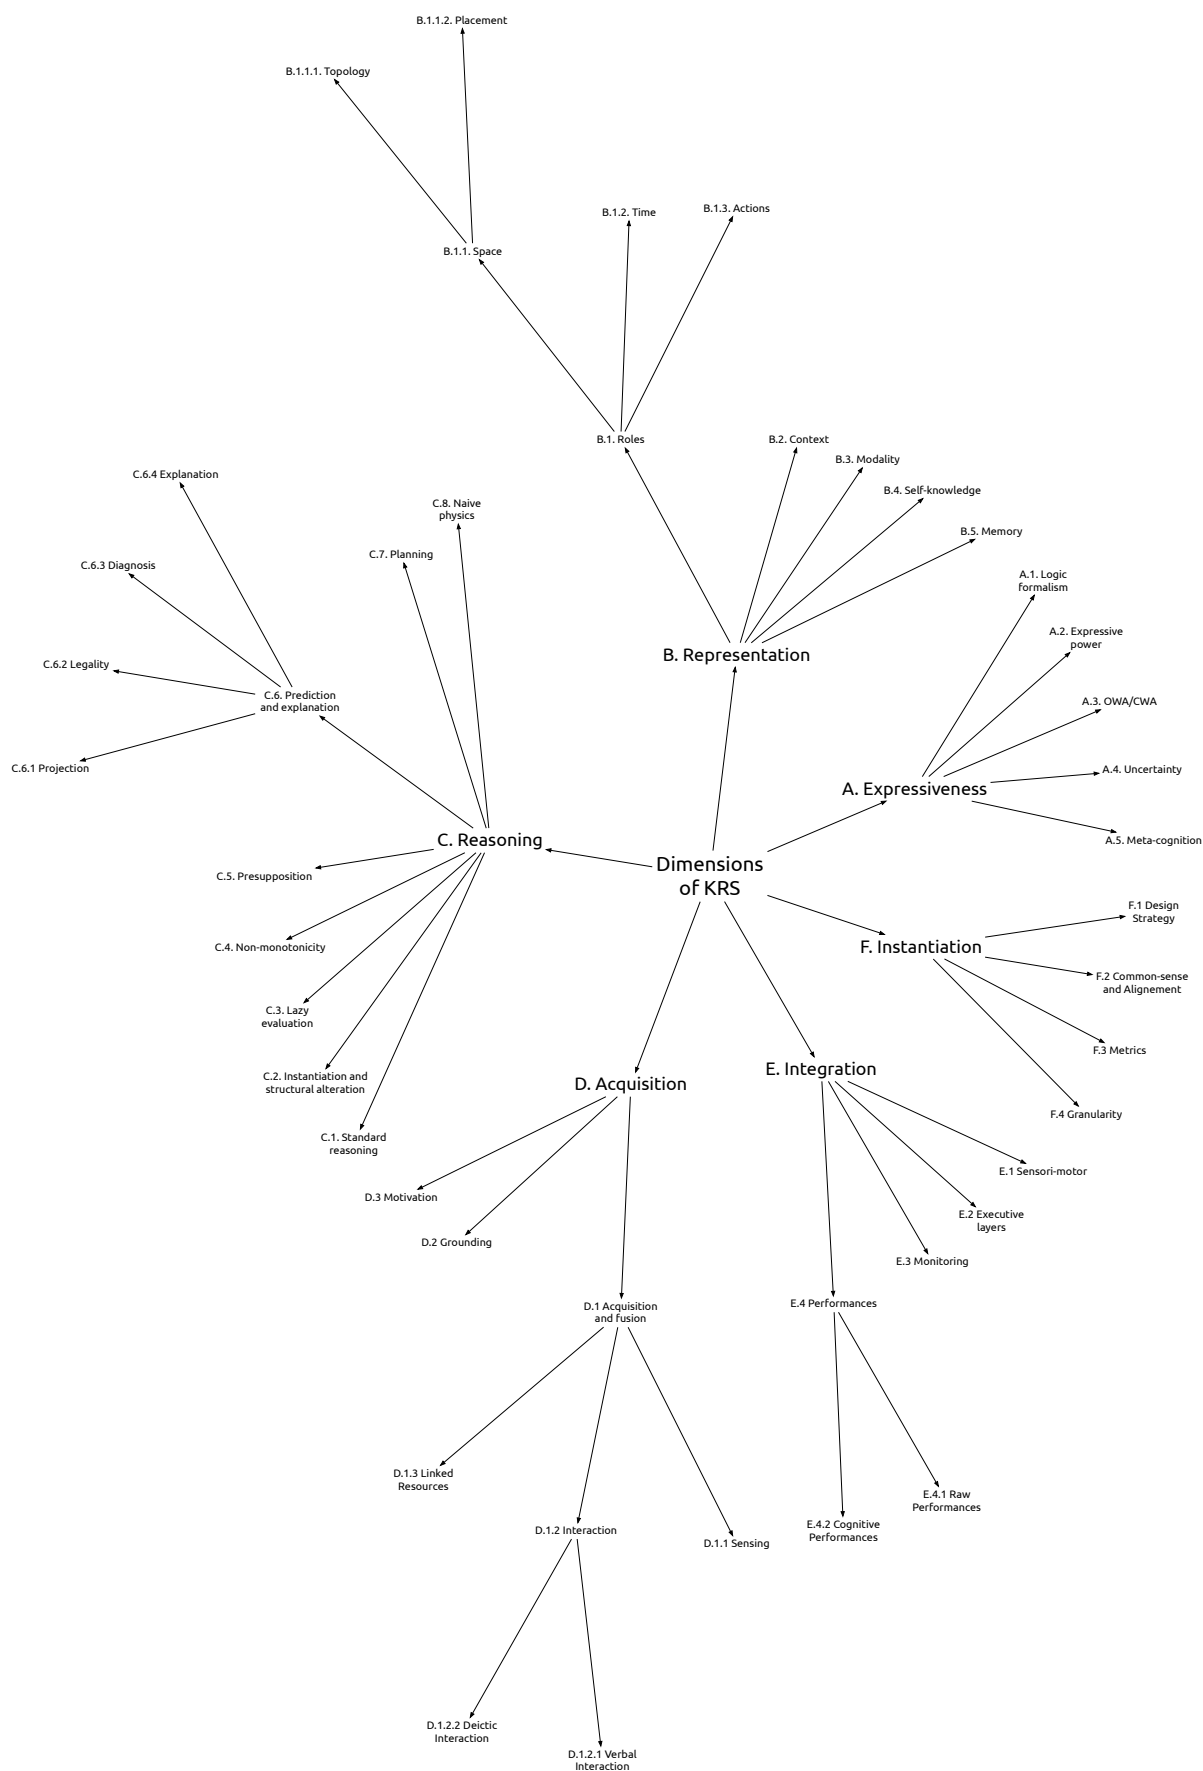 B.1.1.2. Placement
B.1.1.1. Topology
B.1.2. Time
B.1.3. Actions
B.1.1. Space
B.1. Roles
B.2. Context
B.3. Modality
B.4. Self-knowledge
B.5. Memory
C.6.4 Explanation
C.8. Naive
physics
C.7. Planning
C.6.3 Diagnosis
A.1. Logic
formalism
A.2. Expressive
power
B. Representation
C.6.2 Legality
C.6. Prediction
and explanation
A.3. OWA/CWA
C.6.1 Projection
A.4. Uncertainty
A. Expressiveness
A.5. Meta-cognition
C. Reasoning
Dimensions
of KRS
C.5. Presupposition
F.1 Design
Strategy
C.4. Non-monotonicity
F. Instantiation
F.2 Common-sense
and Alignement
C.3. Lazy
evaluation
F.3 Metrics
E. Integration
C.2. Instantiation and
structural alteration
D. Acquisition
F.4 Granularity
C.1. Standard
reasoning
E.1 Sensori-motor
D.3 Motivation
E.2 Executive
layers
D.2 Grounding
E.3 Monitoring
E.4 Performances
D.1 Acquisition
and fusion
D.1.3 Linked
Resources
E.4.1 Raw
Performances
E.4.2 Cognitive
Performances
D.1.2 Interaction
D.1.1 Sensing
D.1.2.2 Deictic
Interaction
D.1.2.1 Verbal
Interaction